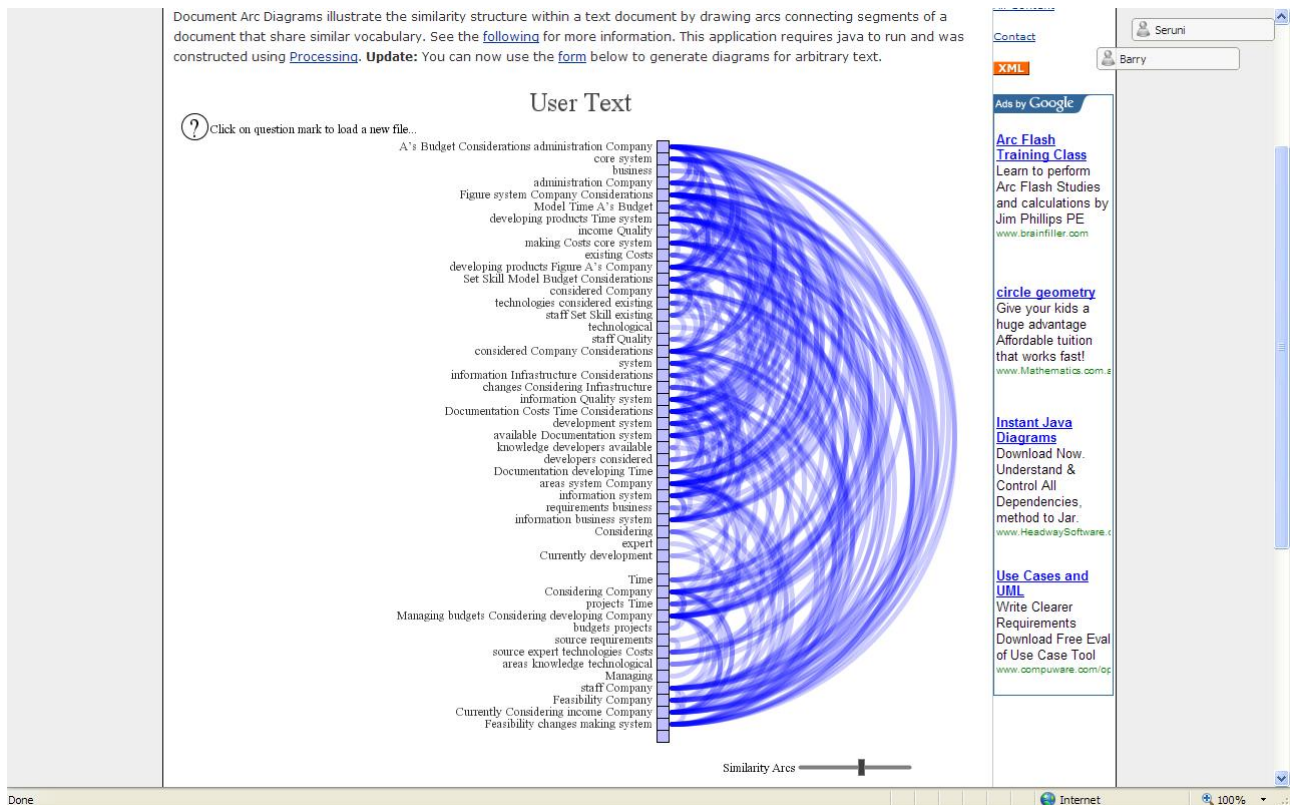 Document Arc Diagrams illustrate the similarity structure within a text document by drawing arcs connecting segments of a
document that share similar vocabulary. See the following for more information. This application requires java to run and was
constructed using Processing. Update: You can now use the form below to generate diagrams for arbitrary text.
User Text
Click on question mark to load a new file...
A's Budget Considerations administration Company
core system
business
administration Company
Figure system Company Considerations
Model Time A's Budget
developing products Time system
income Quality
making Costs core system
existing Costs
developing products Figure A's Company
Set Skill Model Budget Considerations
considered Company
technologies considered existing
staff Set Skill existing
technological
staff Quality
considered Company Considerations
system
information Infrastructure Considerations
changes Considering Infrastructure
information Quality system
Documentation Costs Time Considerations
development system
available Documentation system
knowledge developers available
developers considered
Documentation developing Time
areas system Company
information system
requirements business
information business system
Considering
expert
Currently development
Time
Considering Company
projects Time
Managing budgets Considering developing Company
budgets projects
source requirements
source expert technologies Costs
areas knowledge technological
Managing
staff Company
Feasibility Company
Currently Considering income Company
Feasibility changes making system
Similarity Arcs
Contact
XML
Ads by Google
Arc Flash
Training Class
Learn to perform
Arc Flash Studies
and calculations by
Jim Phillips PE
www.brainfiller.com
circle geometry
Give your kids a
huge advantage
Affordable tuition
that works fast!
www.Mathematics.com.a
Instant Java
Diagrams
Download Now.
Understand &
Control All
Dependencies,
method to Jar.
www.HeadwaySoftware.c
Use Cases and
UML
Write Clearer
Requirements
Download Free Eval
of Use Case Tool
www.compuware.com/op
Seruni
Barry
Done
Internet
100%